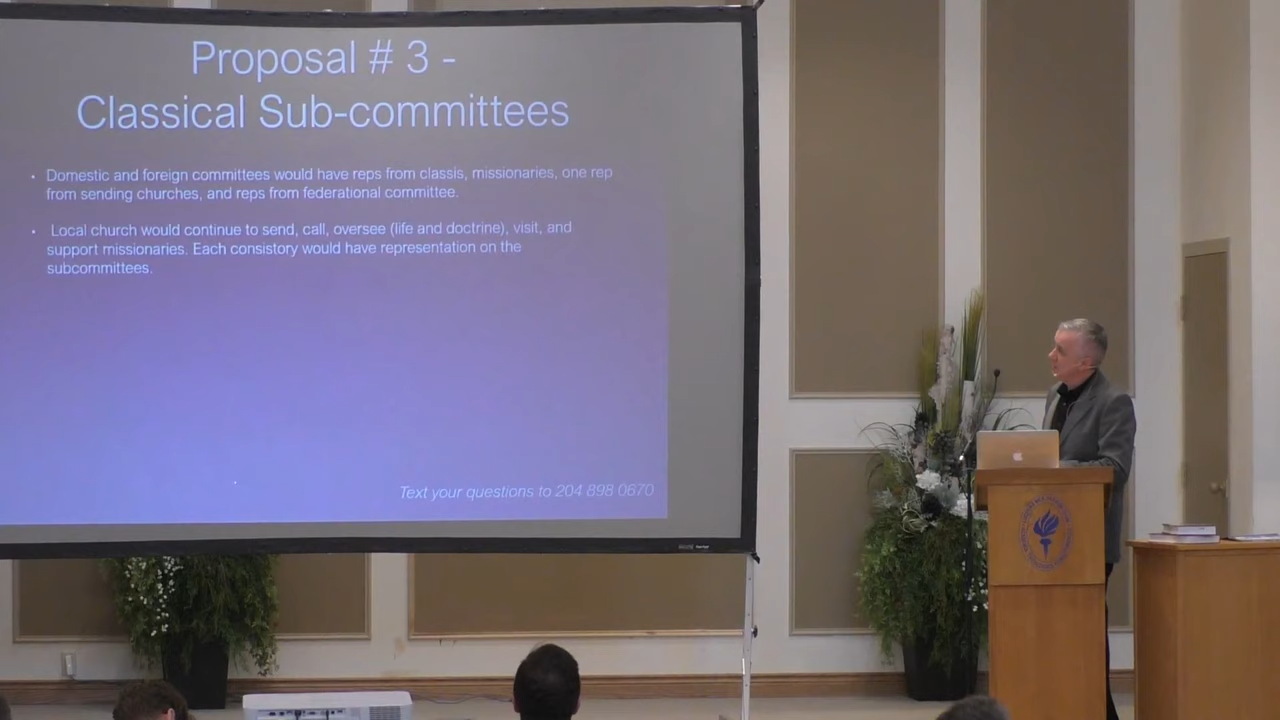 Proposal # 3 -
Classical Sub-committees
• Domestic and foreign committees would have reps from classis, missionaries, one rep
from sending churches, and reps from federational committee.
• Local church would continue to send, call, oversee (life and doctrine), visit, and
support missionaries. Each consistory would have representation on the
subcommittees.
Text your questions to 204 898 0670